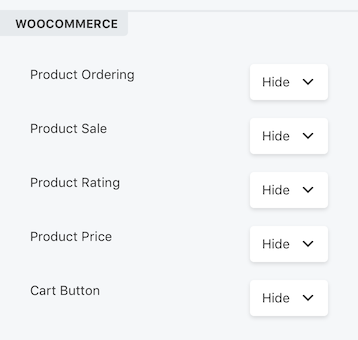 WOOCOMMERCE
Product Ordering Hide
Product Sale Hide
Product Rating Hide
Product Price Hide
Cart Button Hide